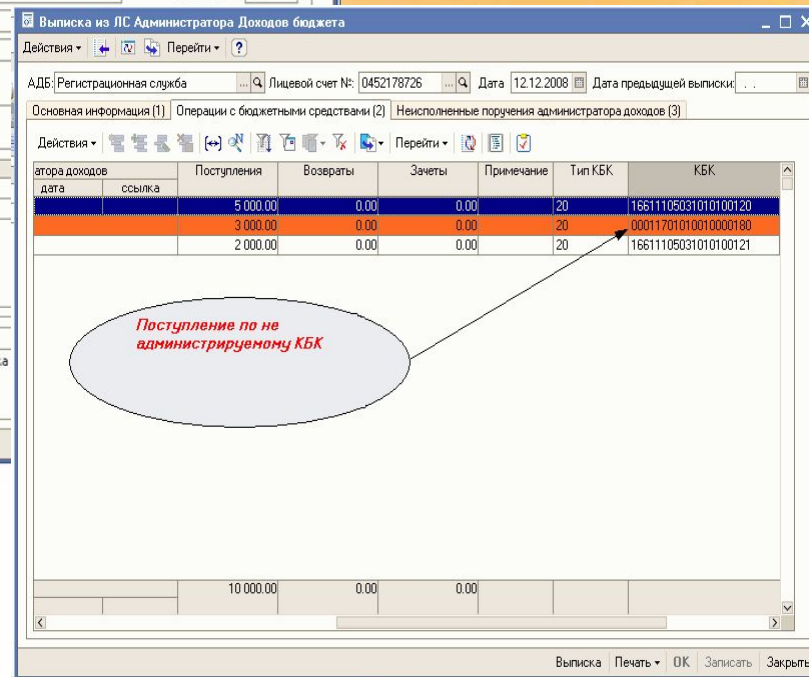 Выписка из ЛС Администратора Доходов бюджета
Действия Перейти ?
АДБ: Регистрационная служба ... Лицевой счет №: 0452178726 ... Дата 12.12.2008 Дата предыдущей выписки: . .
Основная информация (1) Операции с бюджетными средствами (2) Неисполненные поручения администратора доходов (3)
Действия Перейти
атора доходов Поступления Возвраты Зачеты Примечание Тип КБК КБК
дата ссылка
5 000.00 0.00 0.00 20 16611105031010100120
3 000.00 0.00 0.00 20 00011701010010000180
2 000.00 0.00 0.00 20 16611105031010100121
Поступление по не
администрируемому КБК
ка
10 000.00 0.00 0.00
Выписка Печать OK Записать Закрыть